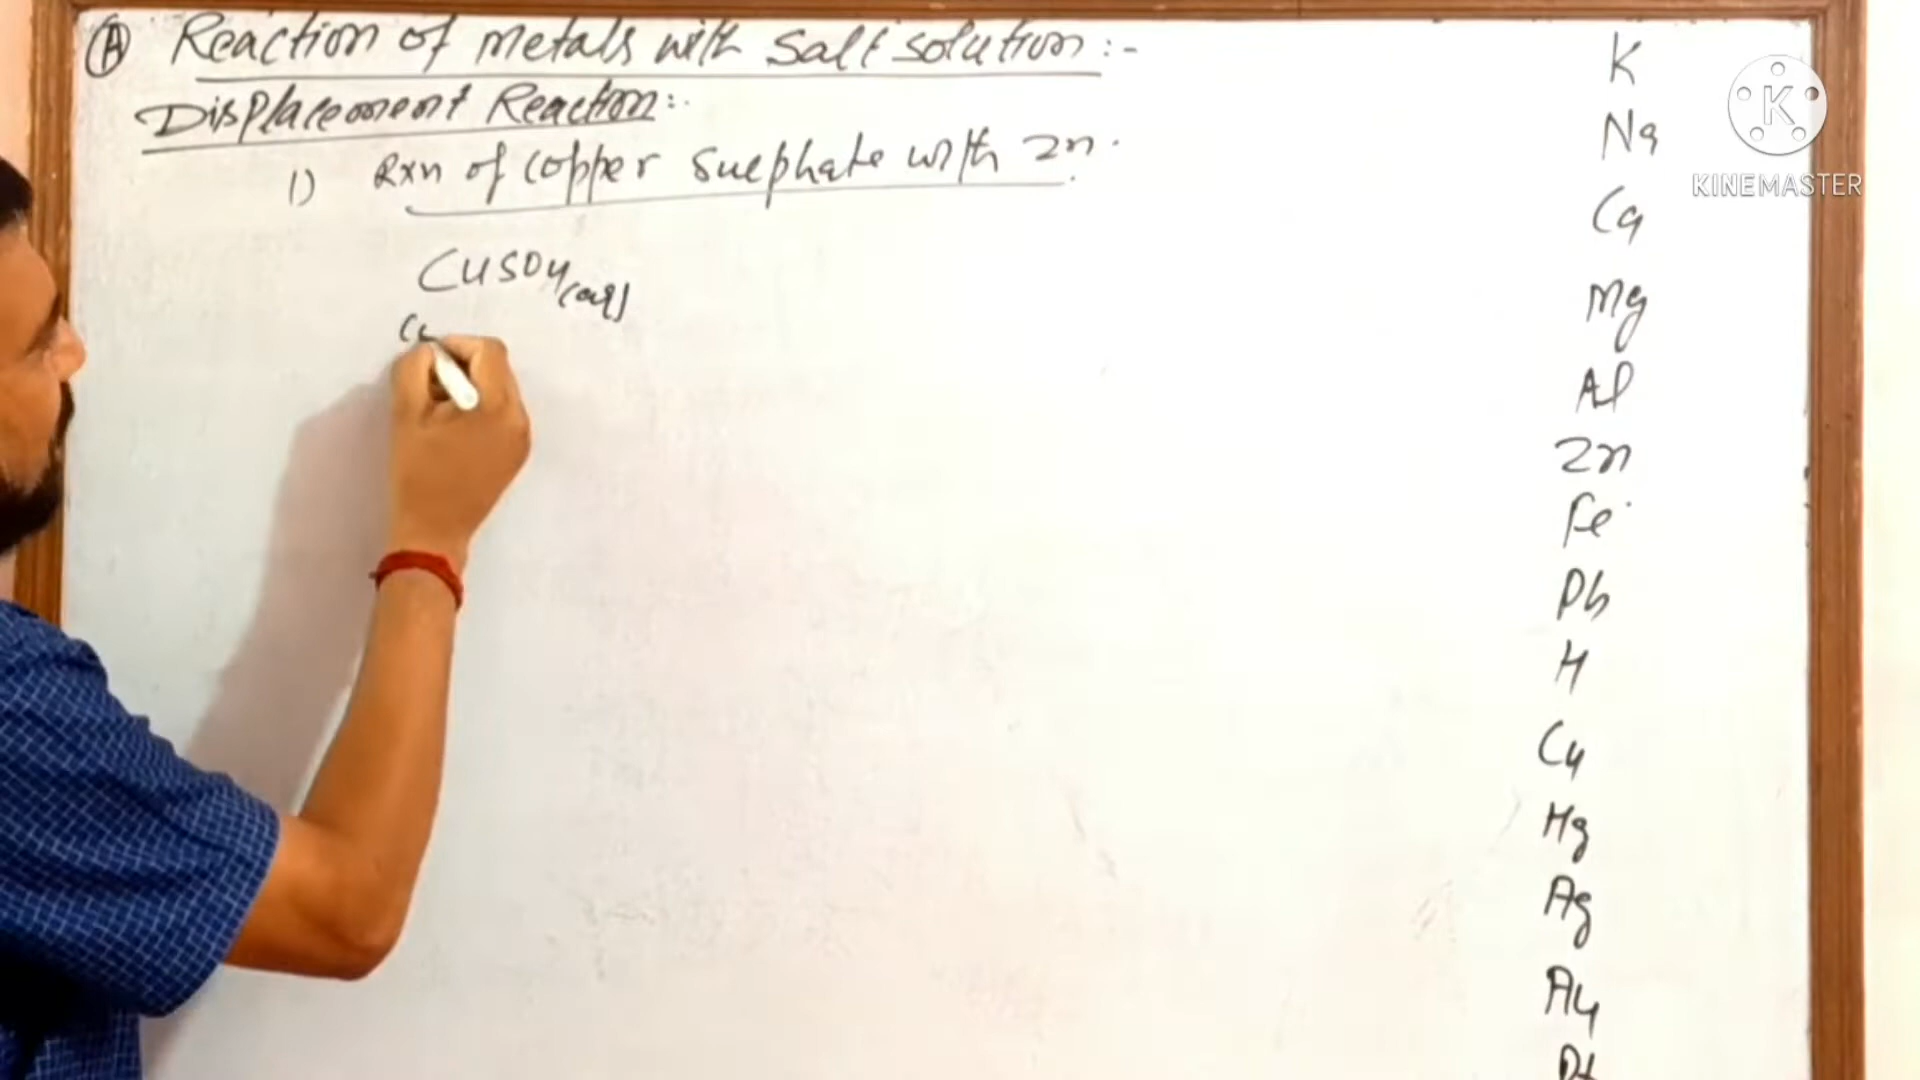 Ⓐ Reaction of metals with Salt solution:-
Displacement Reaction:-
1) Rxn of Copper Sulphate with Zn.
CuSO4(aq)
K
Na
Ca
Mg
Al
Zn
Fe
Pb
H
Cu
Hg
Ag
Au
Pt
K
KINEMASTER